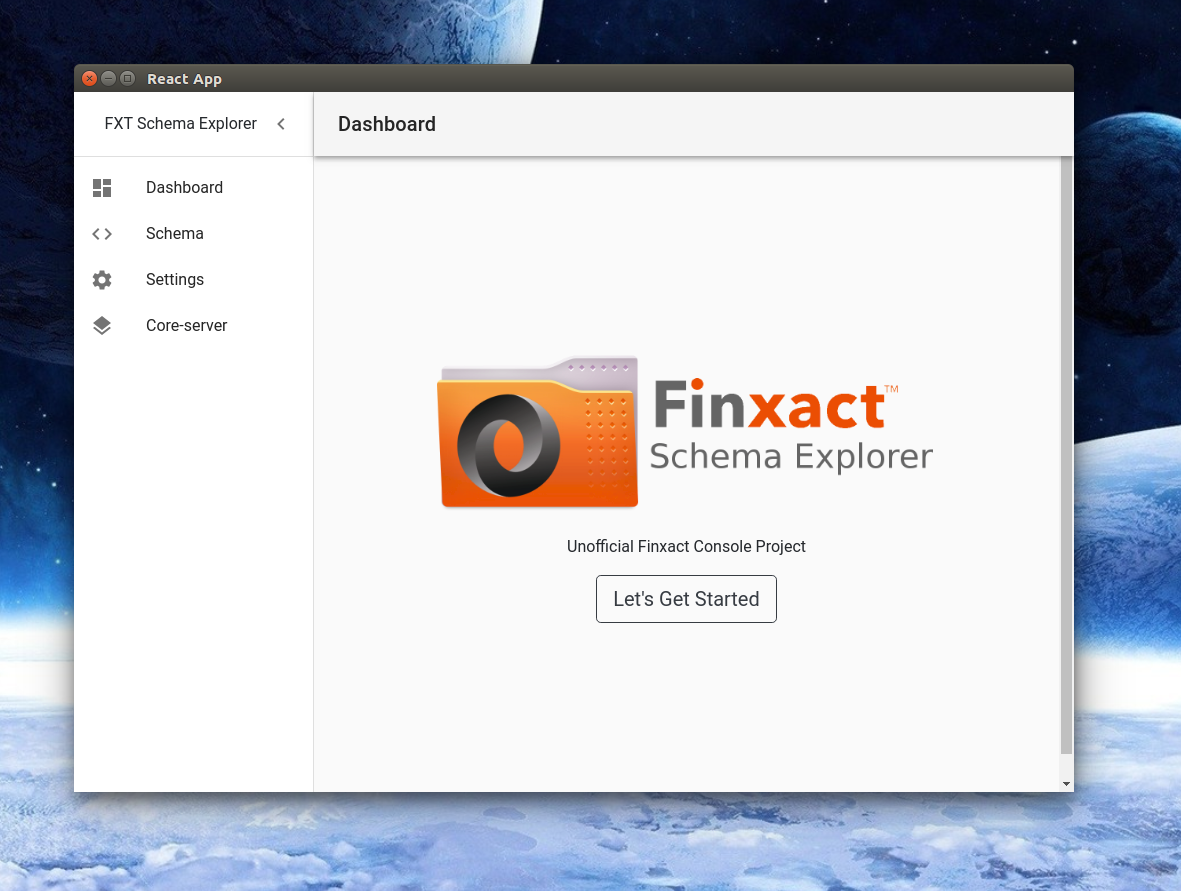 React App
FXT Schema Explorer
Dashboard
Dashboard
Schema
Settings
Core-server
Finxact™
Schema Explorer
Unofficial Finxact Console Project
Let's Get Started